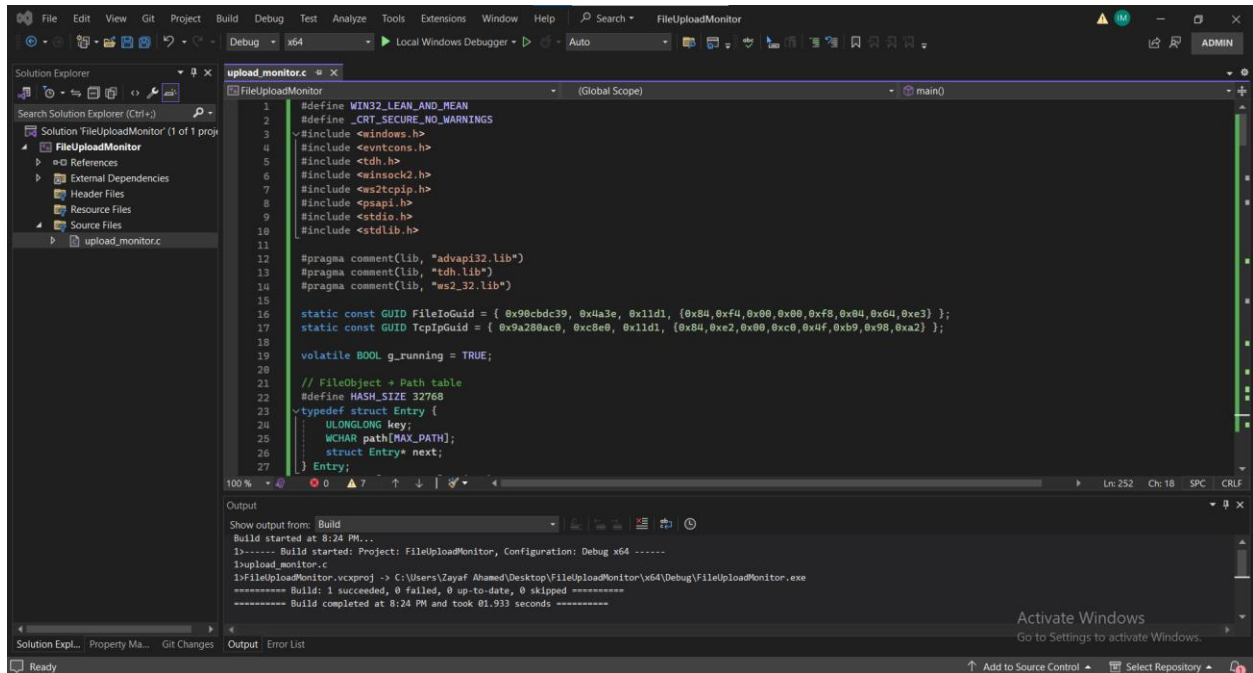 File Edit View Git Project Build Debug Test Analyze Tools Extensions Window Help Search FileUploadMonitor IM
Debug x64 Local Windows Debugger Auto ADMIN
Solution Explorer
Search Solution Explorer (Ctrl+;)
Solution 'FileUploadMonitor' (1 of 1 proje
FileUploadMonitor
References
External Dependencies
Header Files
Resource Files
Source Files
upload_monitor.c
upload_monitor.c
FileUploadMonitor (Global Scope) main()
1 #define WIN32_LEAN_AND_MEAN
2 #define _CRT_SECURE_NO_WARNINGS
3 #include <windows.h>
4 #include <evntcons.h>
5 #include <tdh.h>
6 #include <winsock2.h>
7 #include <ws2tcpip.h>
8 #include <psapi.h>
9 #include <stdio.h>
10 #include <stdlib.h>
11
12 #pragma comment(lib, "advapi32.lib")
13 #pragma comment(lib, "tdh.lib")
14 #pragma comment(lib, "ws2_32.lib")
15
16 static const GUID FileIoGuid = { 0x90cbdc39, 0x4a3e, 0x11d1, {0x84,0xf4,0x00,0x00,0xf8,0x04,0x64,0xe3} };
17 static const GUID TcpIpGuid = { 0x9a280ac0, 0xc8e0, 0x11d1, {0x84,0xe2,0x00,0xc0,0x4f,0xb9,0x98,0xa2} };
18
19 volatile BOOL g_running = TRUE;
20
21 // FileObject → Path table
22 #define HASH_SIZE 32768
23 typedef struct Entry {
24 ULONGLONG key;
25 WCHAR path[MAX_PATH];
26 struct Entry* next;
27 } Entry;
100 % 0 7 Ln: 252 Ch: 18 SPC CRLF
Output
Show output from: Build
Build started at 8:24 PM...
1>------ Build started: Project: FileUploadMonitor, Configuration: Debug x64 ------
1>upload_monitor.c
1>FileUploadMonitor.vcxproj -> C:\Users\Zayaf Ahamed\Desktop\FileUploadMonitor\x64\Debug\FileUploadMonitor.exe
========== Build: 1 succeeded, 0 failed, 0 up-to-date, 0 skipped ==========
========== Build completed at 8:24 PM and took 01.933 seconds ==========
Activate Windows
Go to Settings to activate Windows.
Solution Expl... Property Ma... Git Changes Output Error List
Ready Add to Source Control Select Repository 1